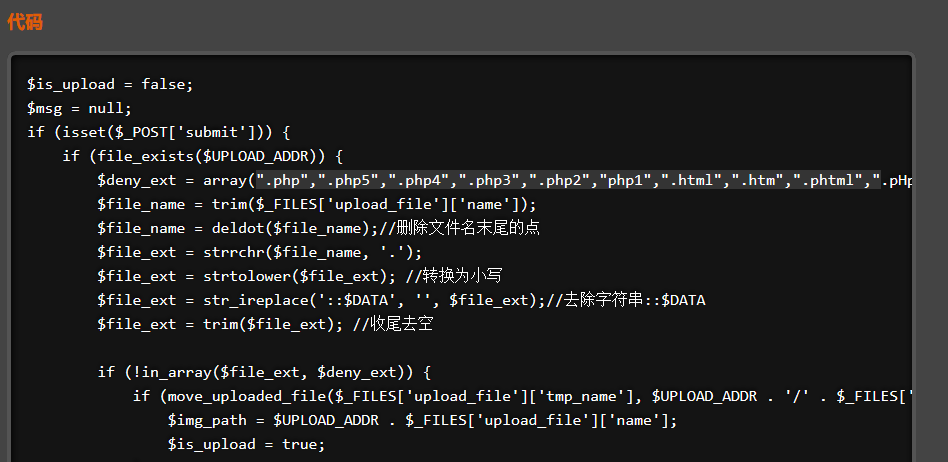 代码
$is_upload = false;
$msg = null;
if (isset($_POST['submit'])) {
if (file_exists($UPLOAD_ADDR)) {
$deny_ext = array(".php",".php5",".php4",".php3",".php2","php1",".html",".htm",".phtml",".pHp
$file_name = trim($_FILES['upload_file']['name']);
$file_name = deldot($file_name);//删除文件名末尾的点
$file_ext = strrchr($file_name, '.');
$file_ext = strtolower($file_ext); //转换为小写
$file_ext = str_ireplace('::$DATA', '', $file_ext);//去除字符串::$DATA
$file_ext = trim($file_ext); //收尾去空
if (!in_array($file_ext, $deny_ext)) {
if (move_uploaded_file($_FILES['upload_file']['tmp_name'], $UPLOAD_ADDR . '/' . $_FILES['
$img_path = $UPLOAD_ADDR . $_FILES['upload_file']['name'];
$is_upload = true;